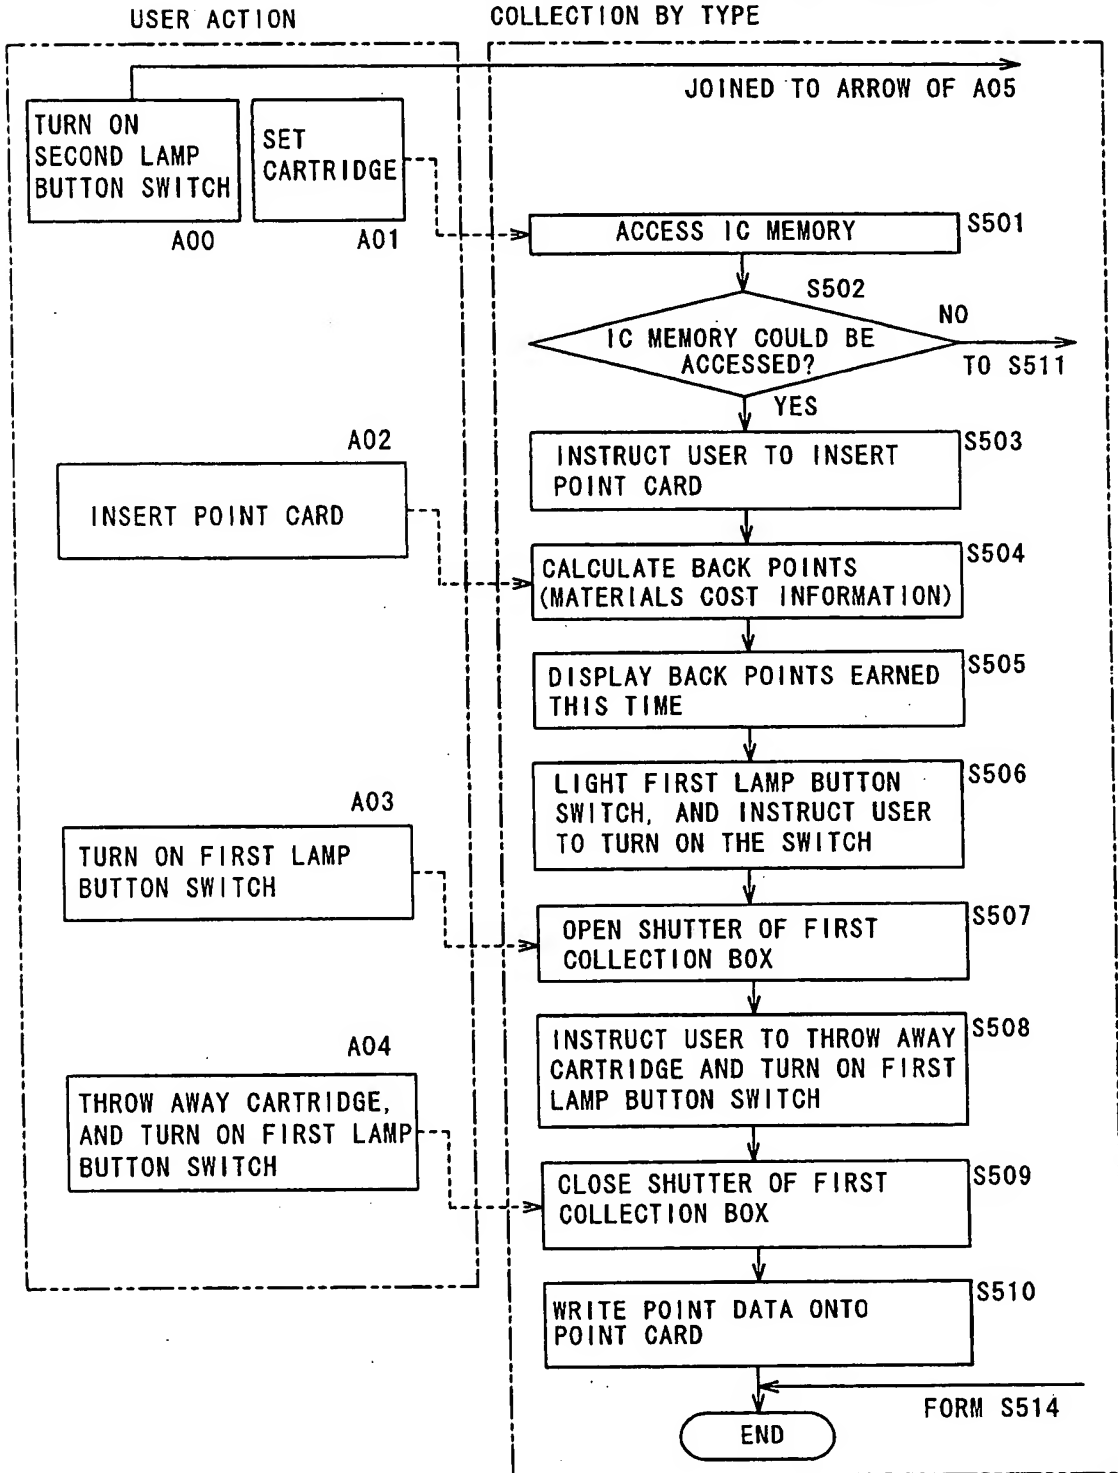 USER ACTION
COLLECTION BY TYPE
JOINED TO ARROW OF A05
TURN ON
SECOND LAMP
BUTTON SWITCH
A00
SET
CARTRIDGE
A01
ACCESS IC MEMORY
S501
S502
IC MEMORY COULD BE
ACCESSED?
NO
TO S511
YES
A02
INSERT POINT CARD
S503
INSTRUCT USER TO INSERT
POINT CARD
S504
CALCULATE BACK POINTS
(MATERIALS COST INFORMATION)
S505
DISPLAY BACK POINTS EARNED
THIS TIME
S506
LIGHT FIRST LAMP BUTTON
SWITCH, AND INSTRUCT USER
TO TURN ON THE SWITCH
A03
TURN ON FIRST LAMP
BUTTON SWITCH
S507
OPEN SHUTTER OF FIRST
COLLECTION BOX
S508
INSTRUCT USER TO THROW AWAY
CARTRIDGE AND TURN ON FIRST
LAMP BUTTON SWITCH
A04
THROW AWAY CARTRIDGE,
AND TURN ON FIRST LAMP
BUTTON SWITCH
S509
CLOSE SHUTTER OF FIRST
COLLECTION BOX
S510
WRITE POINT DATA ONTO
POINT CARD
FORM S514
END